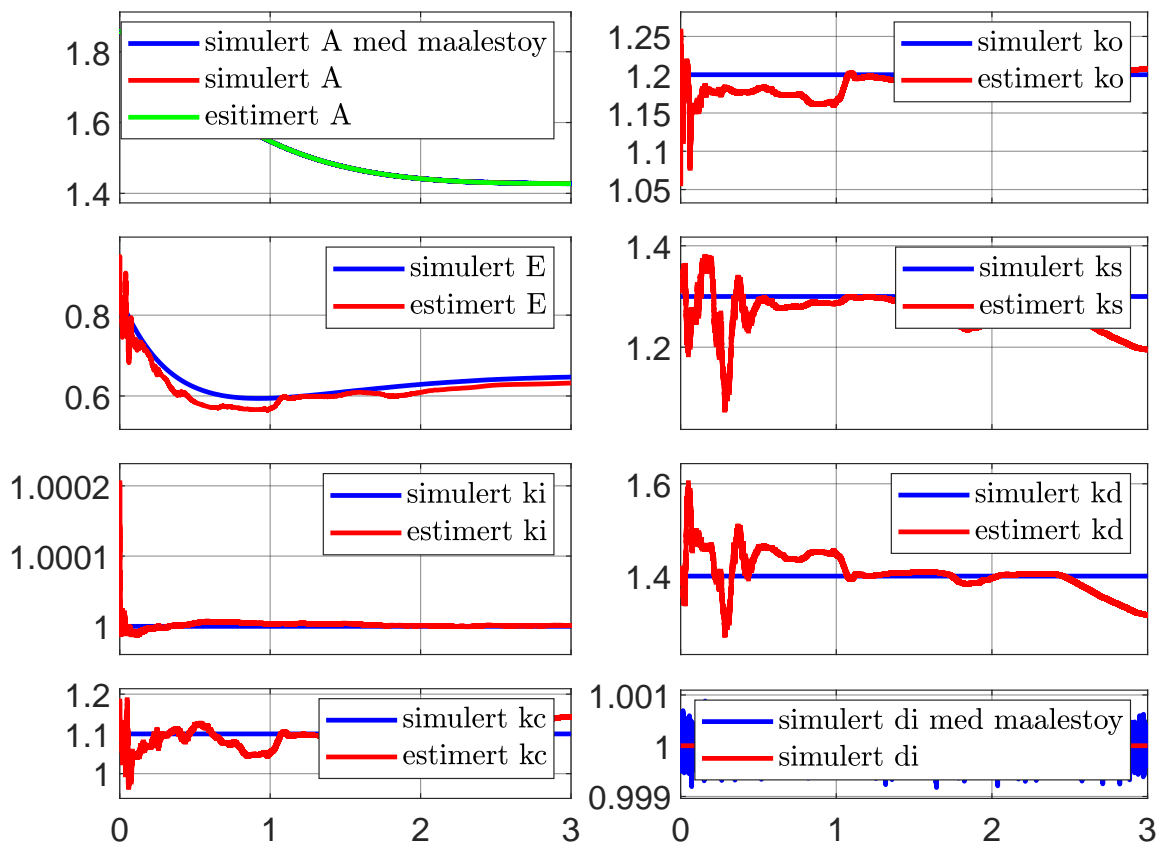 1.8
1.6
1.4
simulert A med maalestoy
simulert A
esitimert A
1.25
1.2
1.15
1.1
1.05
simulert ko
estimert ko
0.8
0.6
simulert E
estimert E
1.4
1.2
simulert ks
estimert ks
1.0002
1.0001
1
simulert ki
estimert ki
1.6
1.4
simulert kd
estimert kd
1.2
1.1
1
simulert kc
estimert kc
0 1 2 3
1.001
1
0.999
simulert di med maalestoy
simulert di
0 1 2 3